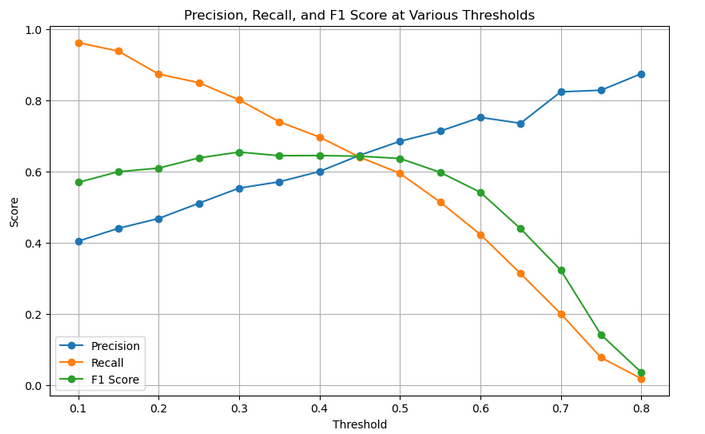 Precision, Recall, and F1 Score at Various Thresholds
1.0
0.8
0.6
0.4
0.2
0.0
Score
Precision
Recall
F1 Score
0.1 0.2 0.3 0.4 0.5 0.6 0.7 0.8
Threshold